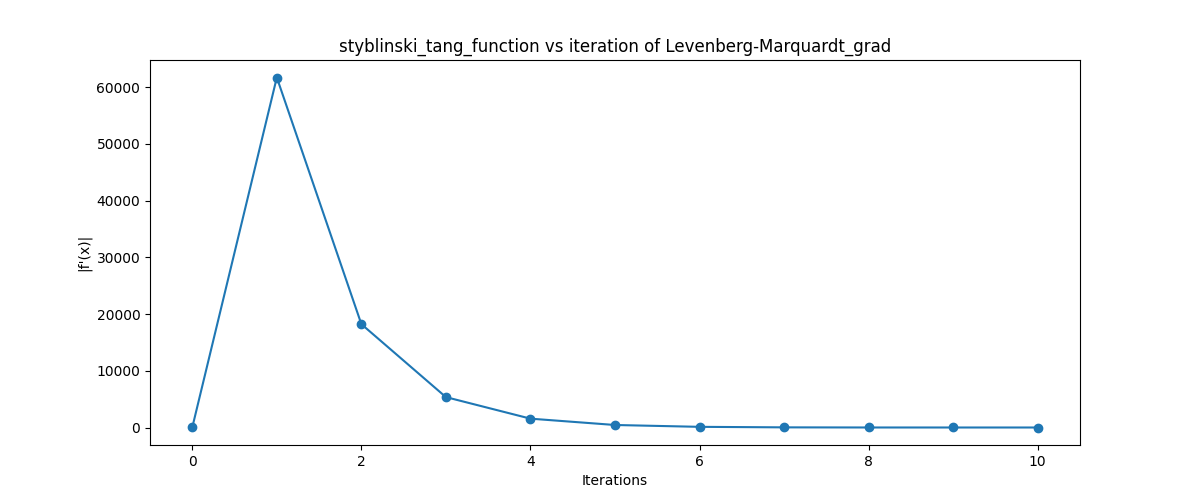 styblinski_tang_function vs iteration of Levenberg-Marquardt_grad
60000
50000
40000
30000
20000
10000
0
|f'(x)|
0 2 4 6 8 10
Iterations